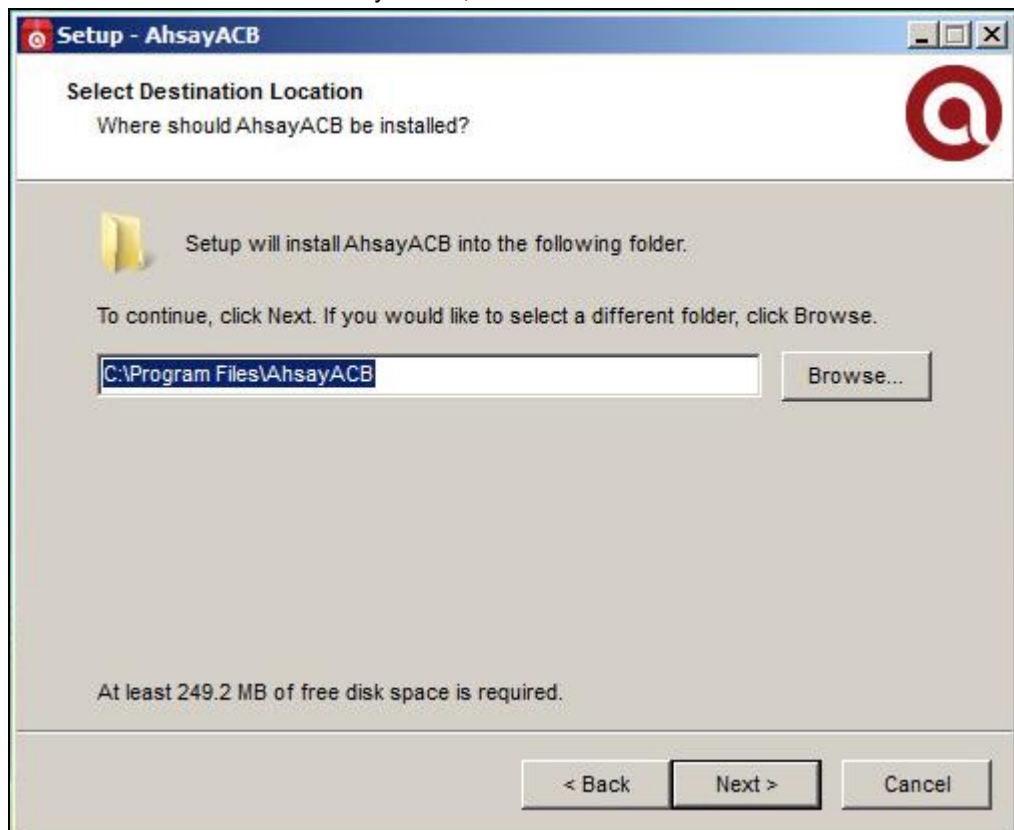 Setup - AhsayACB
Select Destination Location
Where should AhsayACB be installed?
Setup will install AhsayACB into the following folder.
To continue, click Next. If you would like to select a different folder, click Browse.
C:\Program Files\AhsayACB
Browse...
At least 249.2 MB of free disk space is required.
< Back
Next >
Cancel